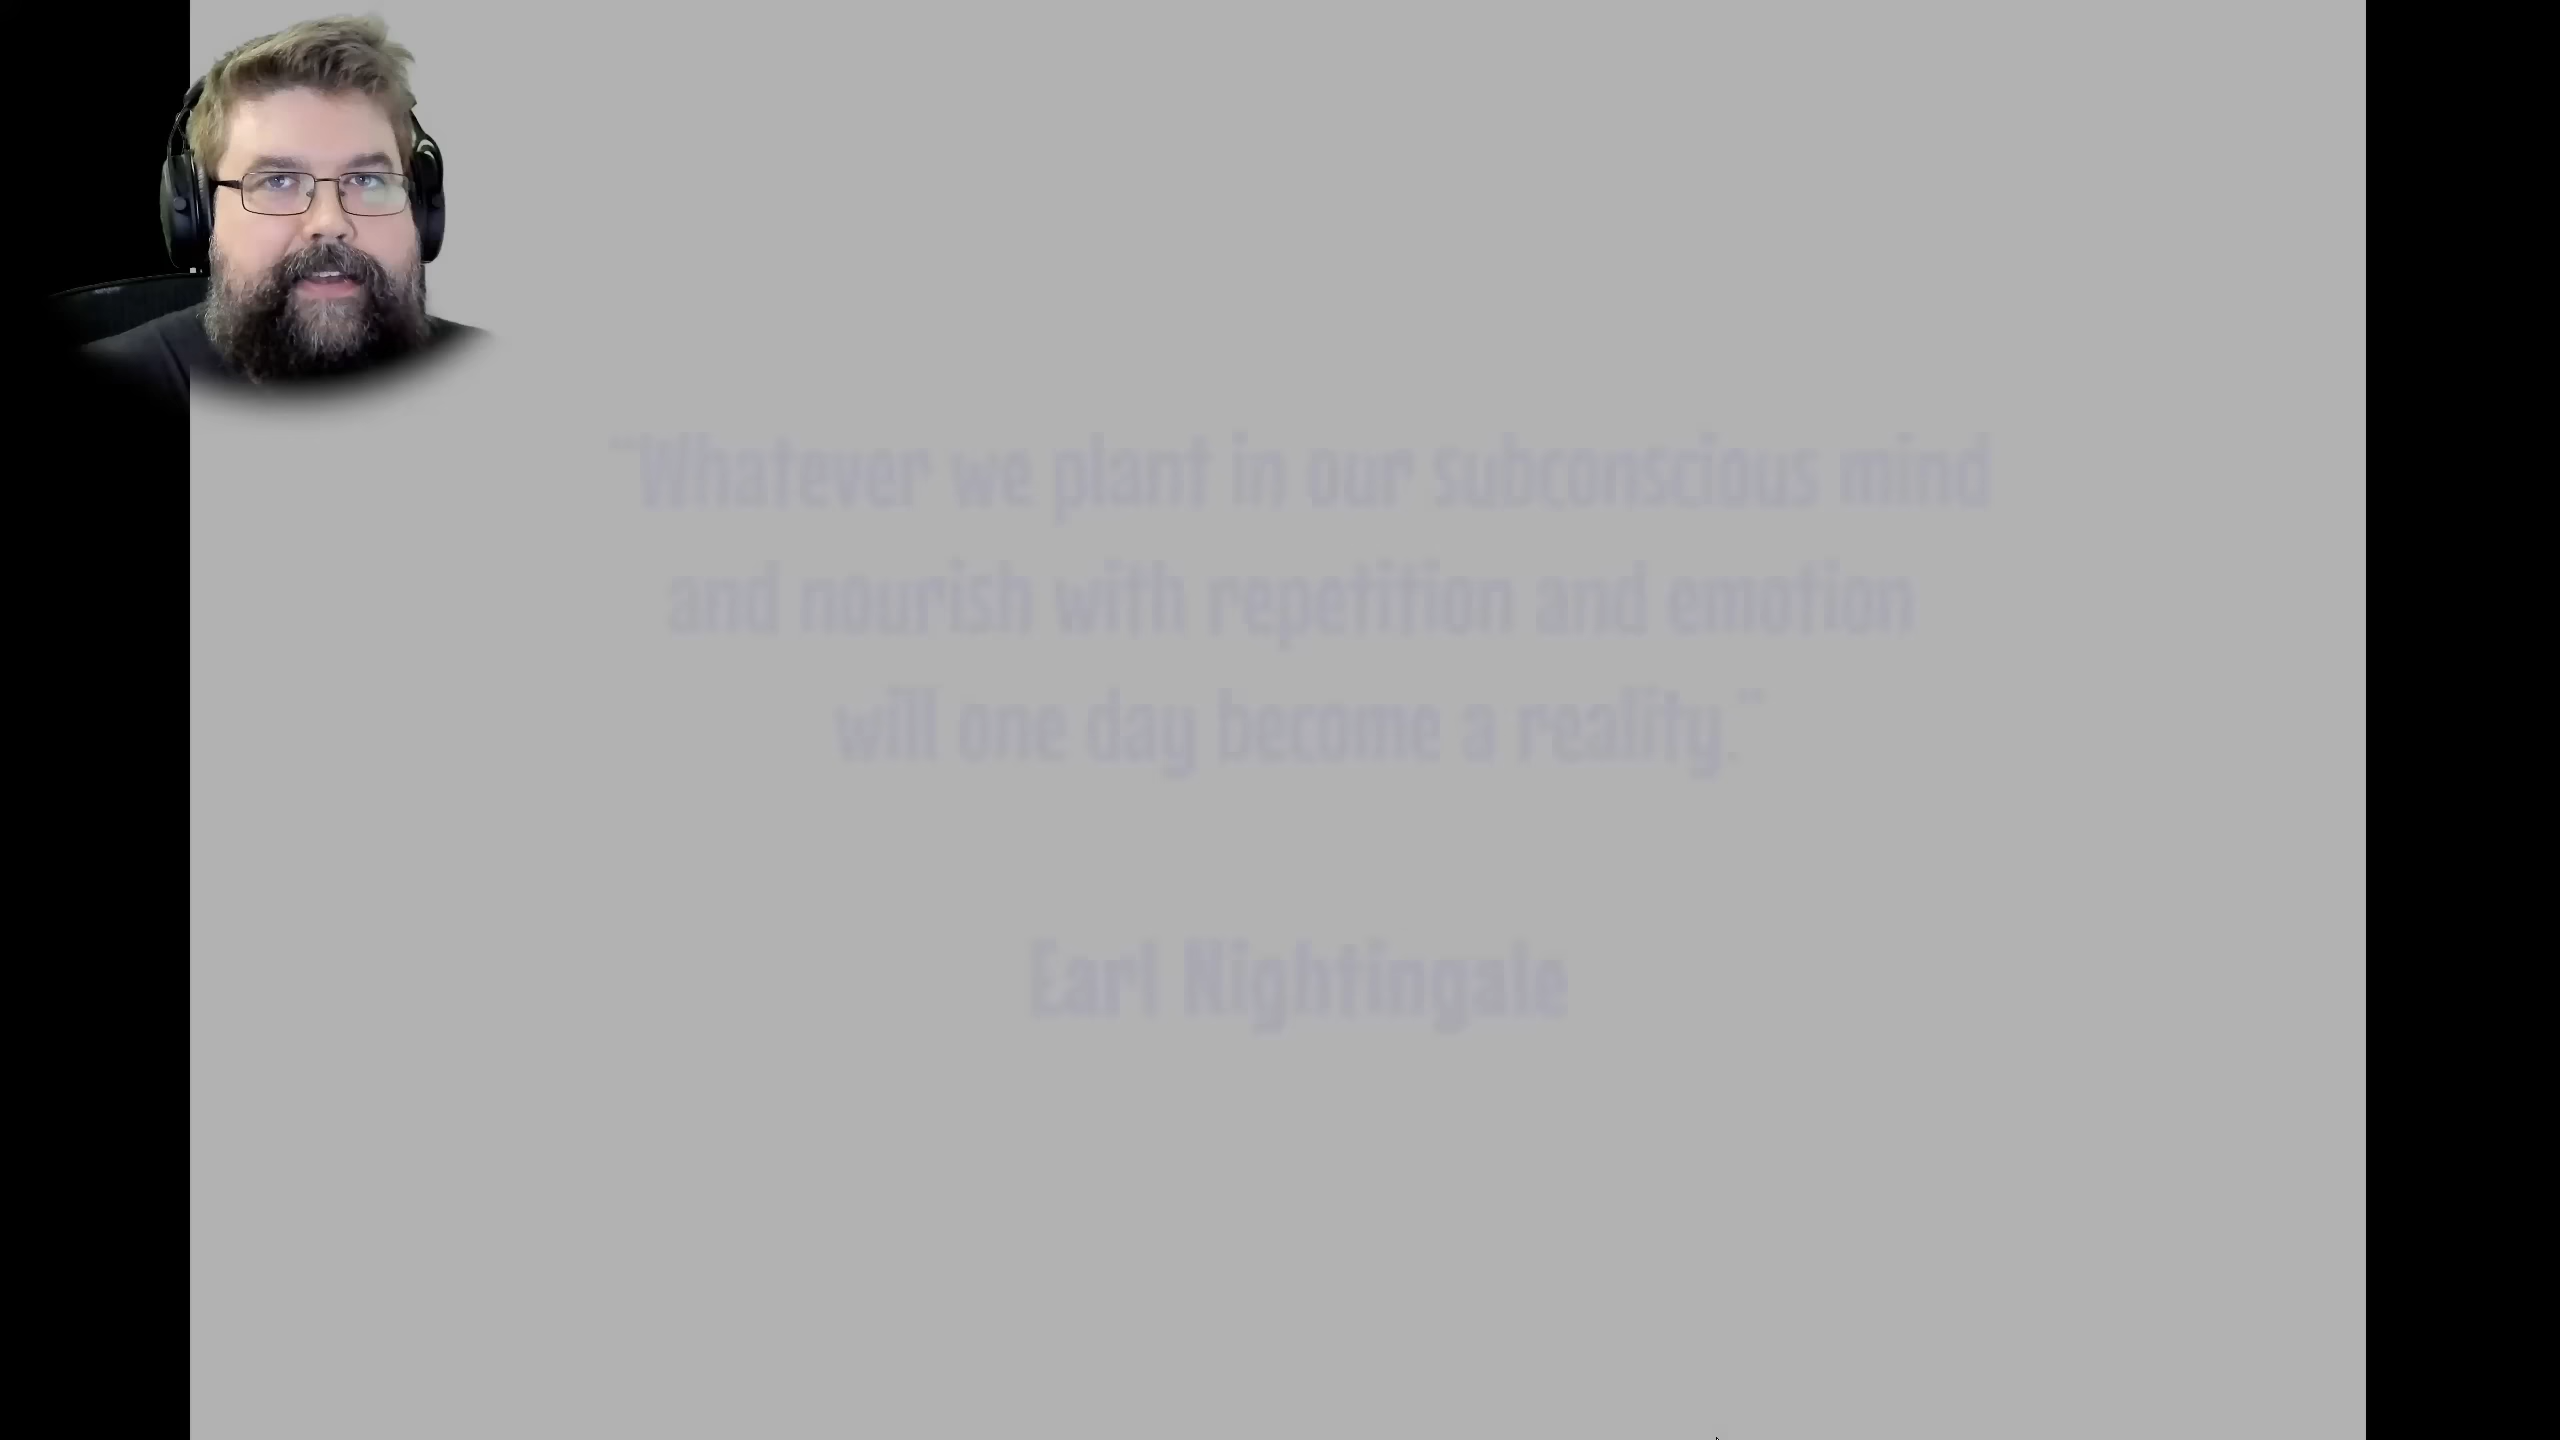 "Whatever we plant in our subconscious mind
and nourish with repetition and emotion
will one day become a reality."
Earl Nightingale